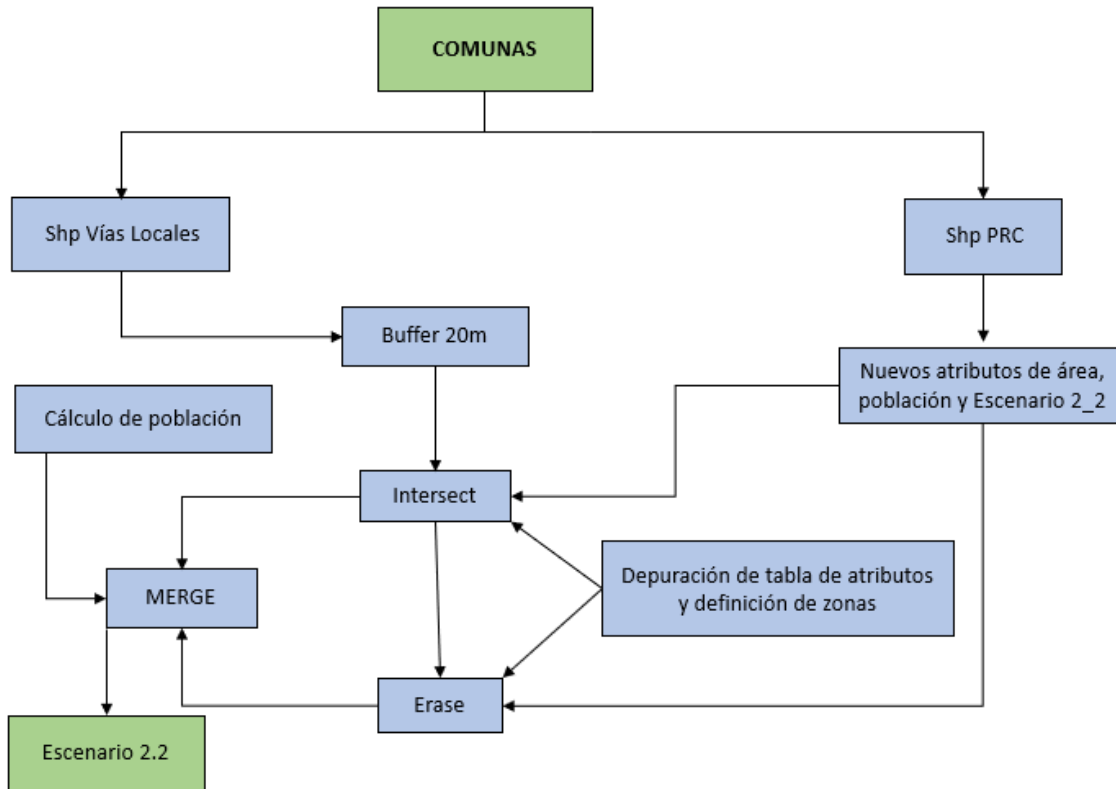 COMUNAS
Shp Vías Locales
Shp PRC
Buffer 20m
Nuevos atributos de área,
población y Escenario 2_2
Cálculo de población
Intersect
Depuración de tabla de atributos
y definición de zonas
MERGE
Erase
Escenario 2.2